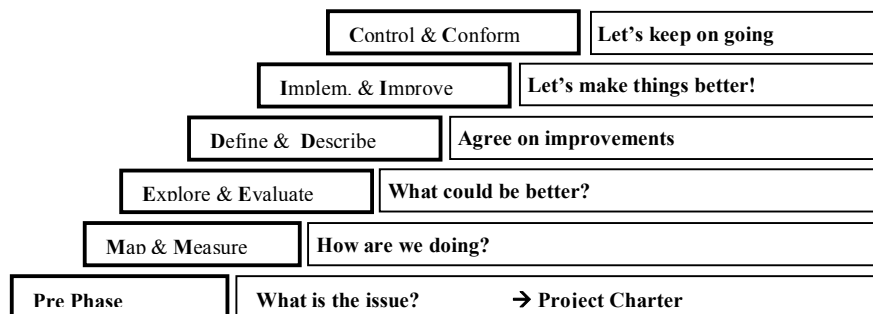 Control & Conform Let's keep on going
Implem. & Improve Let's make things better!
Define & Describe Agree on improvements
Explore & Evaluate What could be better?
Map & Measure How are we doing?
Pre Phase What is the issue? → Project Charter